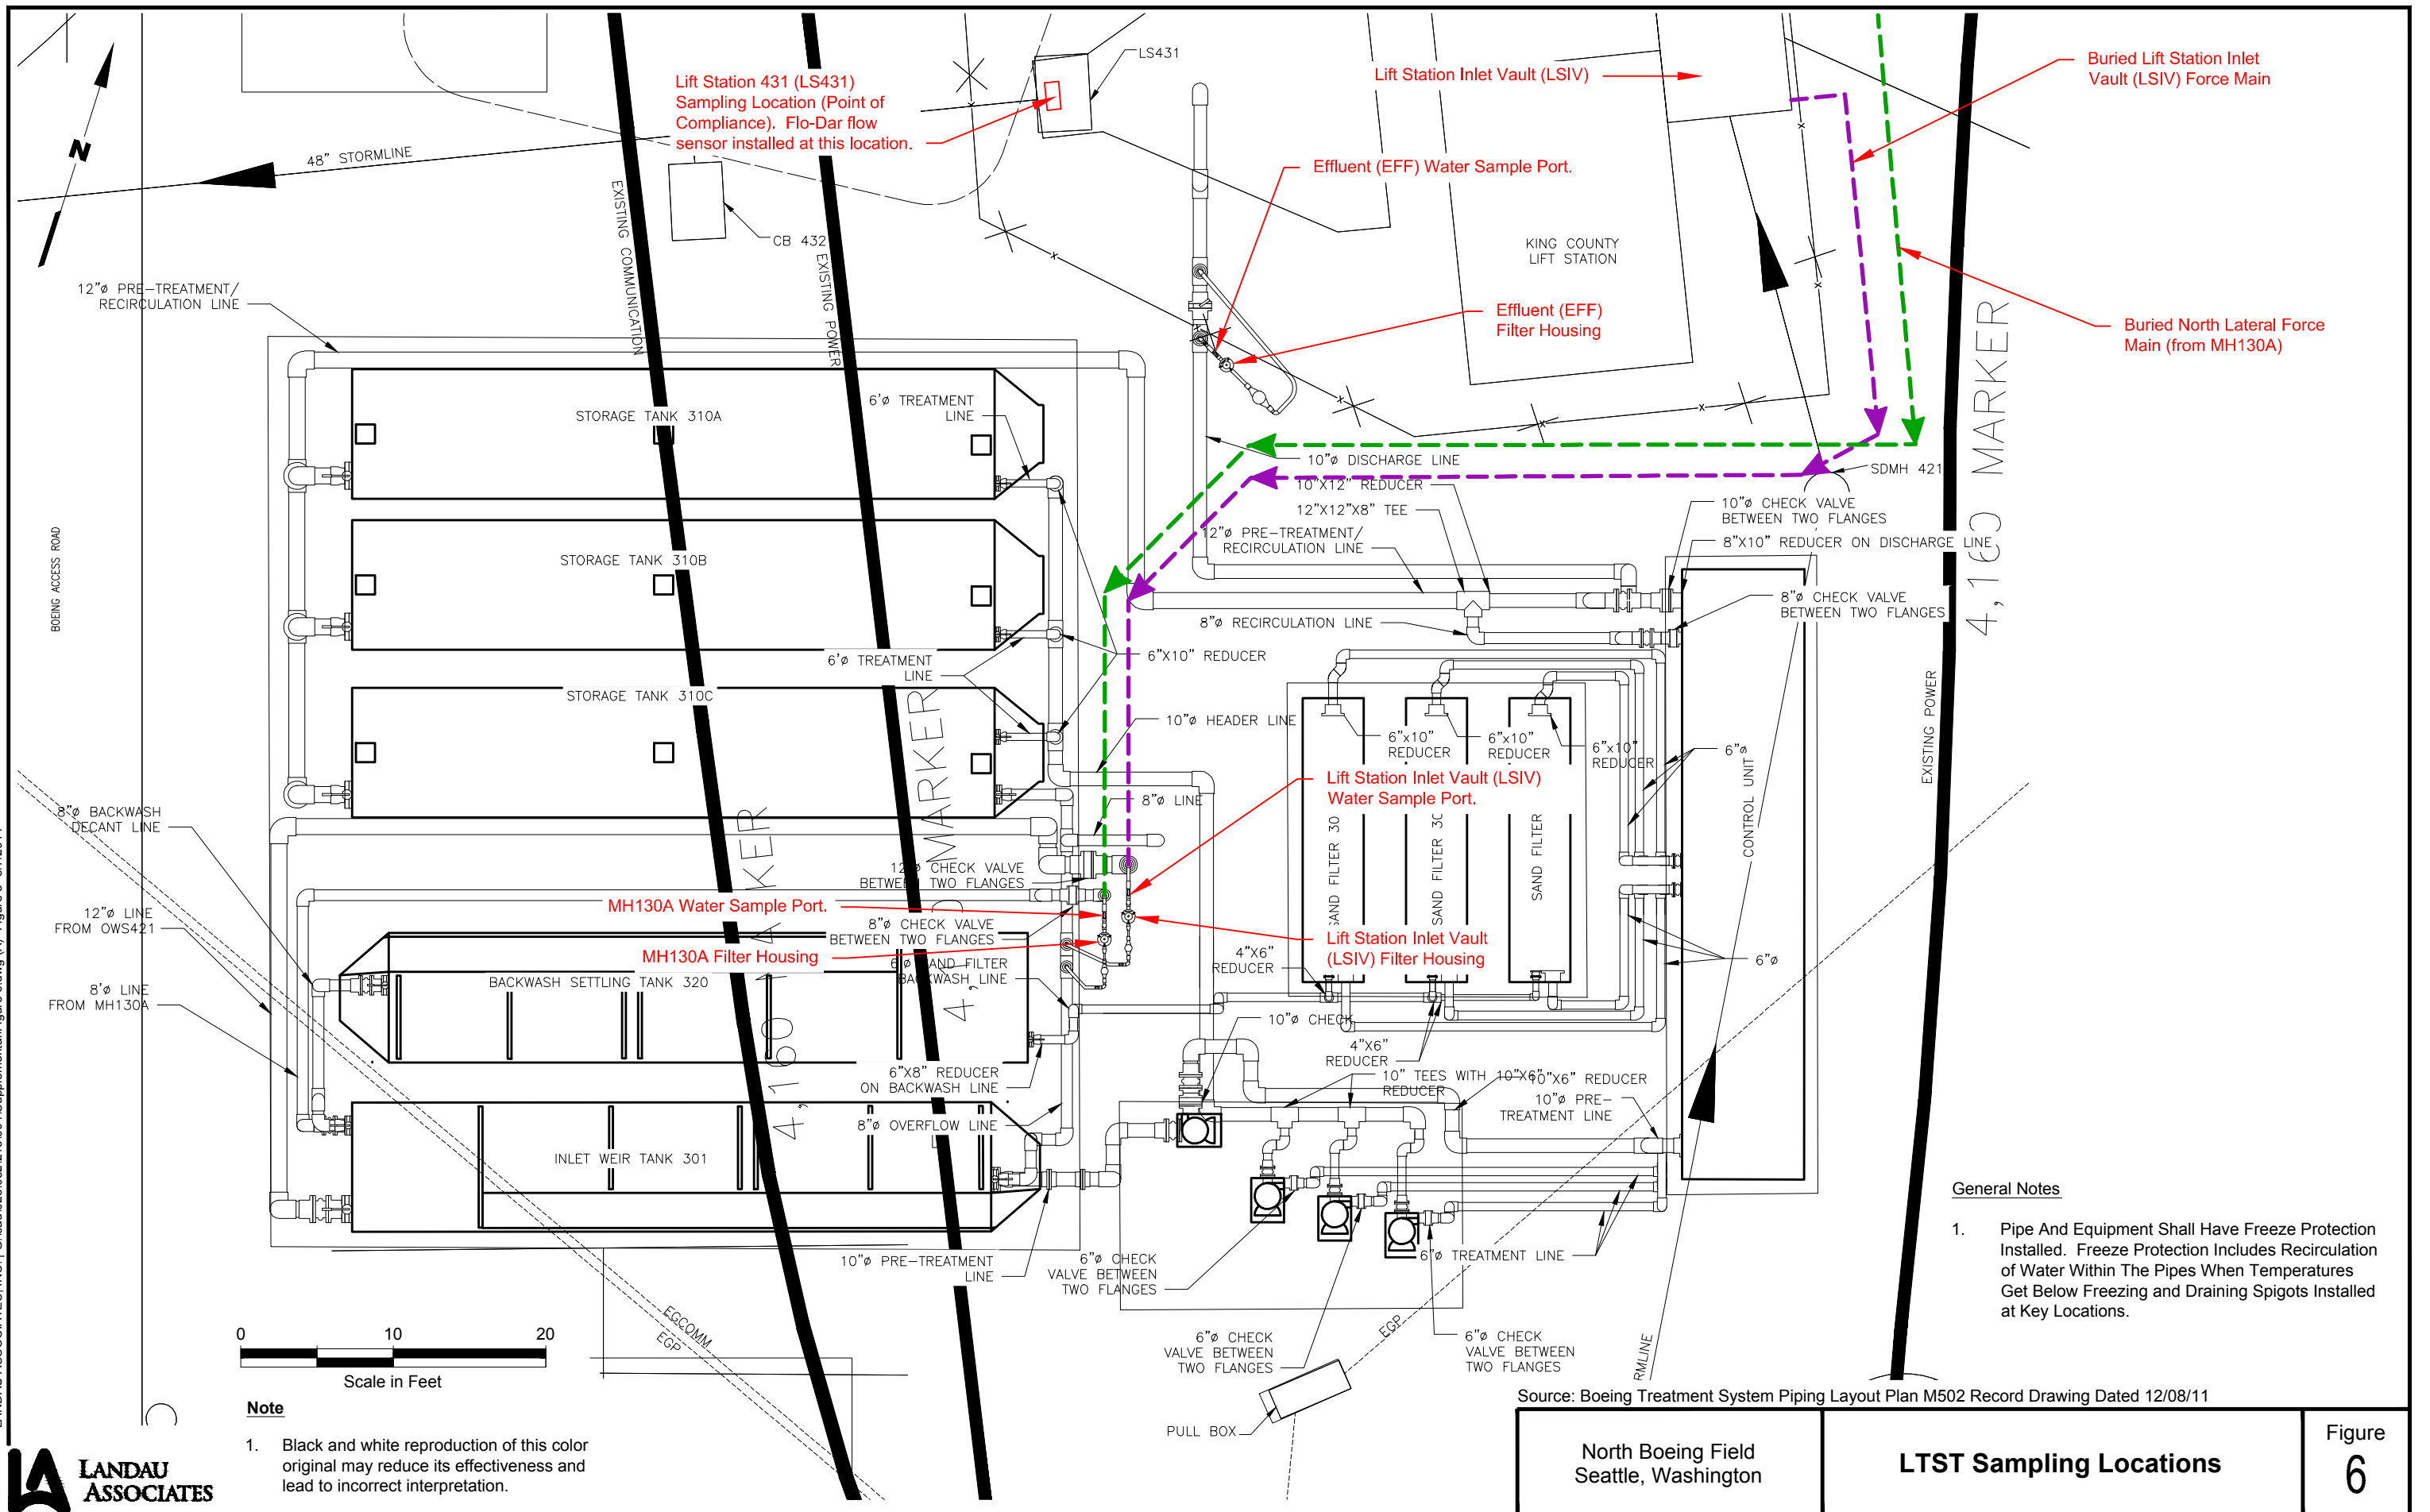 LS431
Lift Station 431 (LS431)
Sampling Location (Point of
Compliance). Flo-Dar flow
sensor installed at this location.
Lift Station Inlet Vault (LSIV)
Buried Lift Station Inlet
Vault (LSIV) Force Main
N
48" STORMLINE
Effluent (EFF) Water Sample Port.
EXISTING COMMUNICATION
CB 432
EXISTING POWER
KING COUNTY
LIFT STATION
12"ø PRE-TREATMENT/
RECIRCULATION LINE
Effluent (EFF)
Filter Housing
Buried North Lateral Force
Main (from MH130A)
4,160 MARKER
STORAGE TANK 310A
6'ø TREATMENT
LINE
10"ø DISCHARGE LINE
SDMH 421
10"X12" REDUCER
12"X12"X8" TEE
10"ø CHECK VALVE
BETWEEN TWO FLANGES
12"ø PRE-TREATMENT/
RECIRCULATION LINE
8"X10" REDUCER ON DISCHARGE LINE
BOEING ACCESS ROAD
STORAGE TANK 310B
8"ø CHECK VALVE
BETWEEN TWO FLANGES
8"ø RECIRCULATION LINE
6'ø TREATMENT
LINE
6"X10" REDUCER
STORAGE TANK 310C
EXISTING POWER
10"ø HEADER LINE
6"x10"
REDUCER
6"x10"
REDUCER
6"x10"
REDUCER
6"ø
Lift Station Inlet Vault (LSIV)
Water Sample Port.
8"ø BACKWASH
DECANT LINE
8"ø LINE
CONTROL UNIT
SAND FILTER 30
SAND FILTER 3C
SAND FILTER
MARKER
KER
12"ø CHECK VALVE
BETWEEN TWO FLANGES
MH130A Water Sample Port.
12"ø LINE
FROM OWS421
8"ø CHECK VALVE
BETWEEN TWO FLANGES
Lift Station Inlet Vault
(LSIV) Filter Housing
4"X6"
REDUCER
6"ø
MH130A Filter Housing
6"ø SAND FILTER
BACKWASH LINE
BACKWASH SETTLING TANK 320
8'ø LINE
FROM MH130A
4,160
10"ø CHECK
4"X6"
REDUCER
6"X8" REDUCER
ON BACKWASH LINE
10" TEES WITH 10"X6"
REDUCER
10"X6" REDUCER
10"ø PRE-
TREATMENT LINE
8"ø OVERFLOW LINE
INLET WEIR TANK 301
General Notes
1. Pipe And Equipment Shall Have Freeze Protection
Installed. Freeze Protection Includes Recirculation
of Water Within The Pipes When Temperatures
Get Below Freezing and Draining Spigots Installed
at Key Locations.
10"ø PRE-TREATMENT
LINE
6"ø CHECK
VALVE BETWEEN
TWO FLANGES
6"ø TREATMENT LINE
EGCOMM
EGP
EGP
6"ø CHECK
VALVE BETWEEN
TWO FLANGES
6"ø CHECK
VALVE BETWEEN
TWO FLANGES
RMLINE
0 10 20
Scale in Feet
PULL BOX
Note
1. Black and white reproduction of this color
original may reduce its effectiveness and
lead to incorrect interpretation.
Source: Boeing Treatment System Piping Layout Plan M502 Record Drawing Dated 12/08/11
LANDAU
ASSOCIATES
North Boeing Field
Seattle, Washington
LTST Sampling Locations
Figure
6